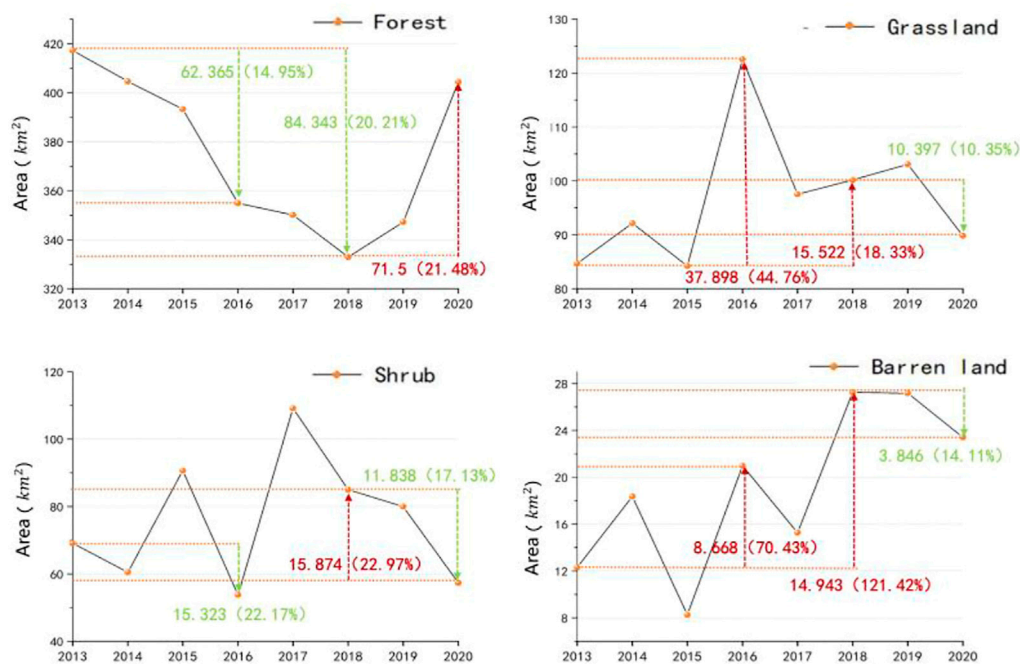 Forest
Area( km²)
420
400
380
360
340
320
62.365 (14.95%)
84.343 (20.21%)
71.5 (21.48%)
2013 2014 2015 2016 2017 2018 2019 2020
Grassland
Area( km²)
130
120
110
100
90
80
10.397 (10.35%)
15.522 (18.33%)
37.898 (44.76%)
2013 2014 2015 2016 2017 2018 2019 2020
Shrub
Area( km²)
120
100
80
60
40
11.838 (17.13%)
15.874 (22.97%)
15.323 (22.17%)
2013 2014 2015 2016 2017 2018 2019 2020
Barren land
Area( km²)
28
24
20
16
12
8
3.846 (14.11%)
8.668 (70.43%)
14.943 (121.42%)
2013 2014 2015 2016 2017 2018 2019 2020